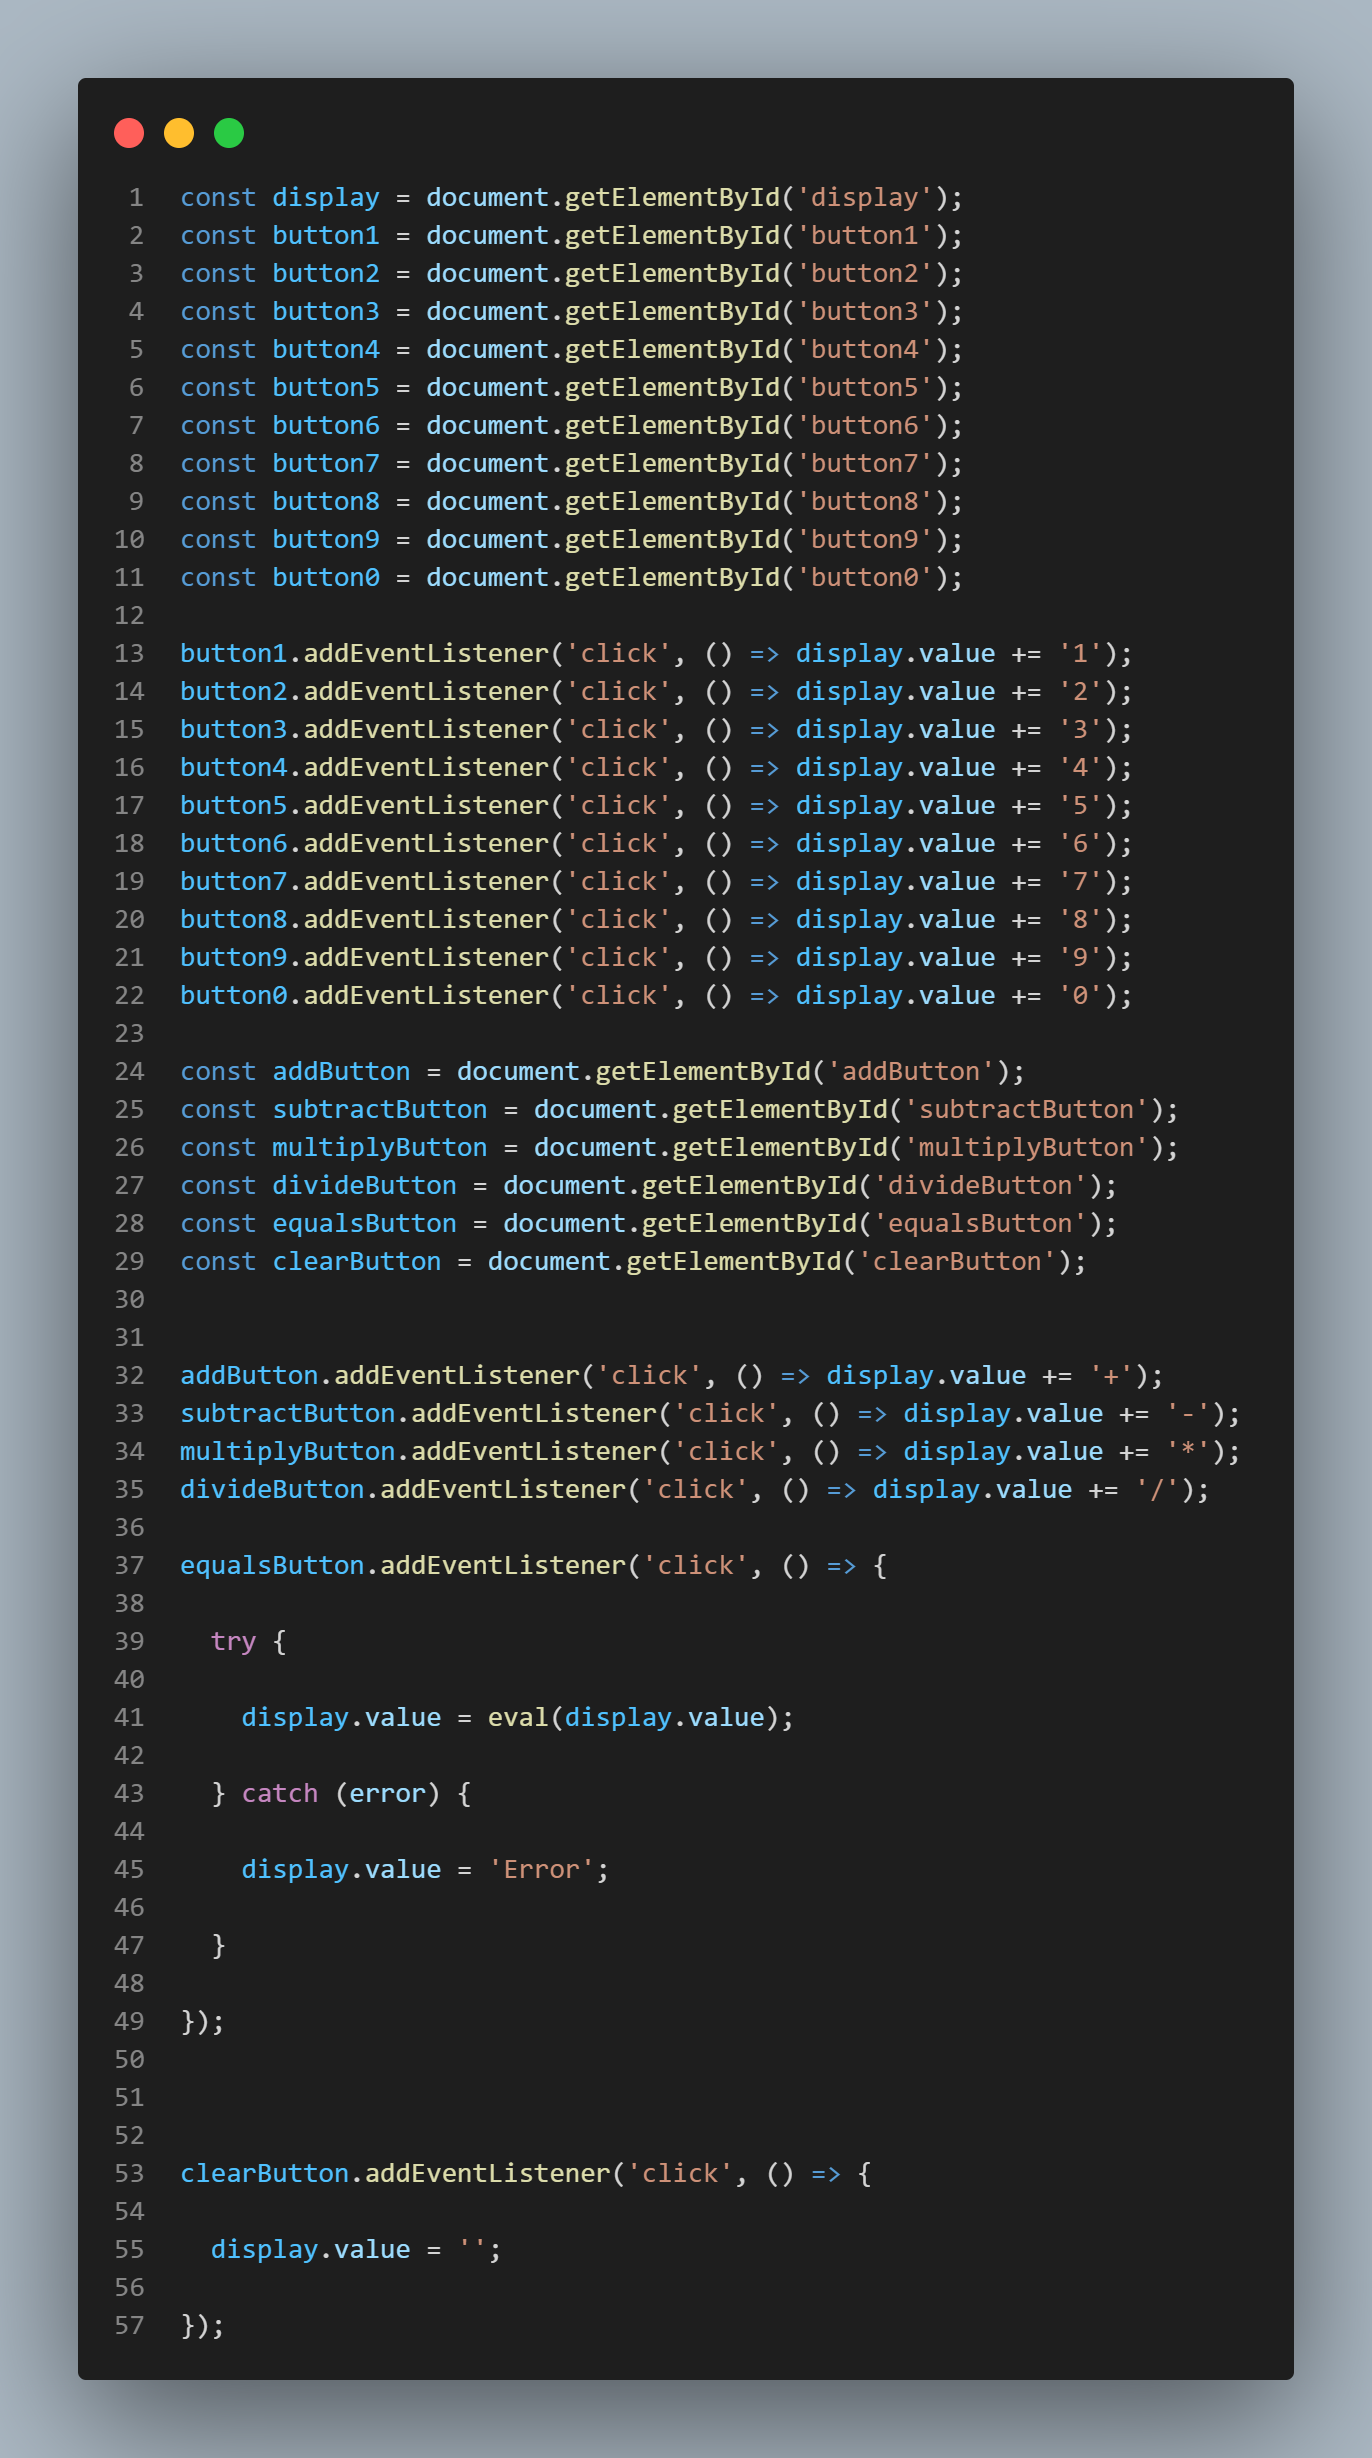 1 const display = document.getElementById('display');
2 const button1 = document.getElementById('button1');
3 const button2 = document.getElementById('button2');
4 const button3 = document.getElementById('button3');
5 const button4 = document.getElementById('button4');
6 const button5 = document.getElementById('button5');
7 const button6 = document.getElementById('button6');
8 const button7 = document.getElementById('button7');
9 const button8 = document.getElementById('button8');
10 const button9 = document.getElementById('button9');
11 const button0 = document.getElementById('button0');
12
13 button1.addEventListener('click', () => display.value += '1');
14 button2.addEventListener('click', () => display.value += '2');
15 button3.addEventListener('click', () => display.value += '3');
16 button4.addEventListener('click', () => display.value += '4');
17 button5.addEventListener('click', () => display.value += '5');
18 button6.addEventListener('click', () => display.value += '6');
19 button7.addEventListener('click', () => display.value += '7');
20 button8.addEventListener('click', () => display.value += '8');
21 button9.addEventListener('click', () => display.value += '9');
22 button0.addEventListener('click', () => display.value += '0');
23
24 const addButton = document.getElementById('addButton');
25 const subtractButton = document.getElementById('subtractButton');
26 const multiplyButton = document.getElementById('multiplyButton');
27 const divideButton = document.getElementById('divideButton');
28 const equalsButton = document.getElementById('equalsButton');
29 const clearButton = document.getElementById('clearButton');
30
31
32 addButton.addEventListener('click', () => display.value += '+');
33 subtractButton.addEventListener('click', () => display.value += '-');
34 multiplyButton.addEventListener('click', () => display.value += '*');
35 divideButton.addEventListener('click', () => display.value += '/');
36
37 equalsButton.addEventListener('click', () => {
38
39   try {
40
41     display.value = eval(display.value);
42
43   } catch (error) {
44
45     display.value = 'Error';
46
47   }
48
49 });
50
51
52
53 clearButton.addEventListener('click', () => {
54
55   display.value = '';
56
57 });